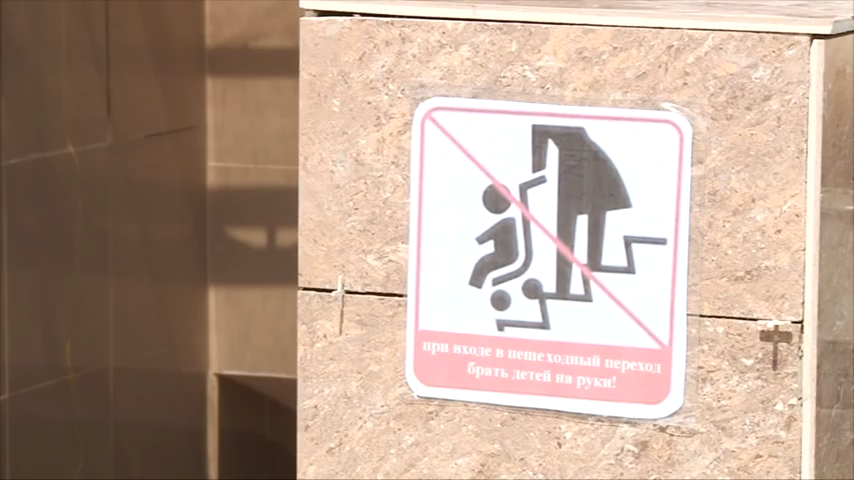 при входе в пешеходный переход
брать детей на руки!